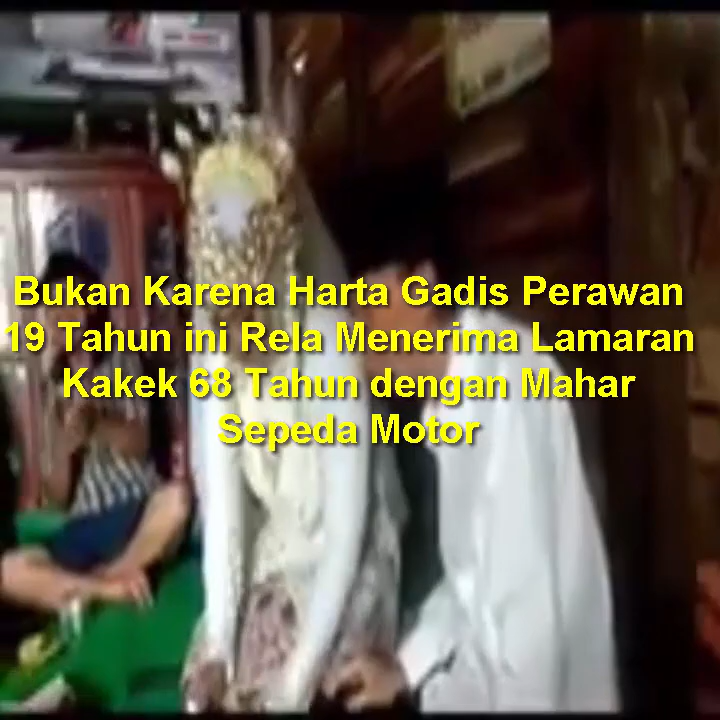 Bukan Karena Harta Gadis Perawan
19 Tahun ini Rela Menerima Lamaran
Kakek 68 Tahun dengan Mahar
Sepeda Motor